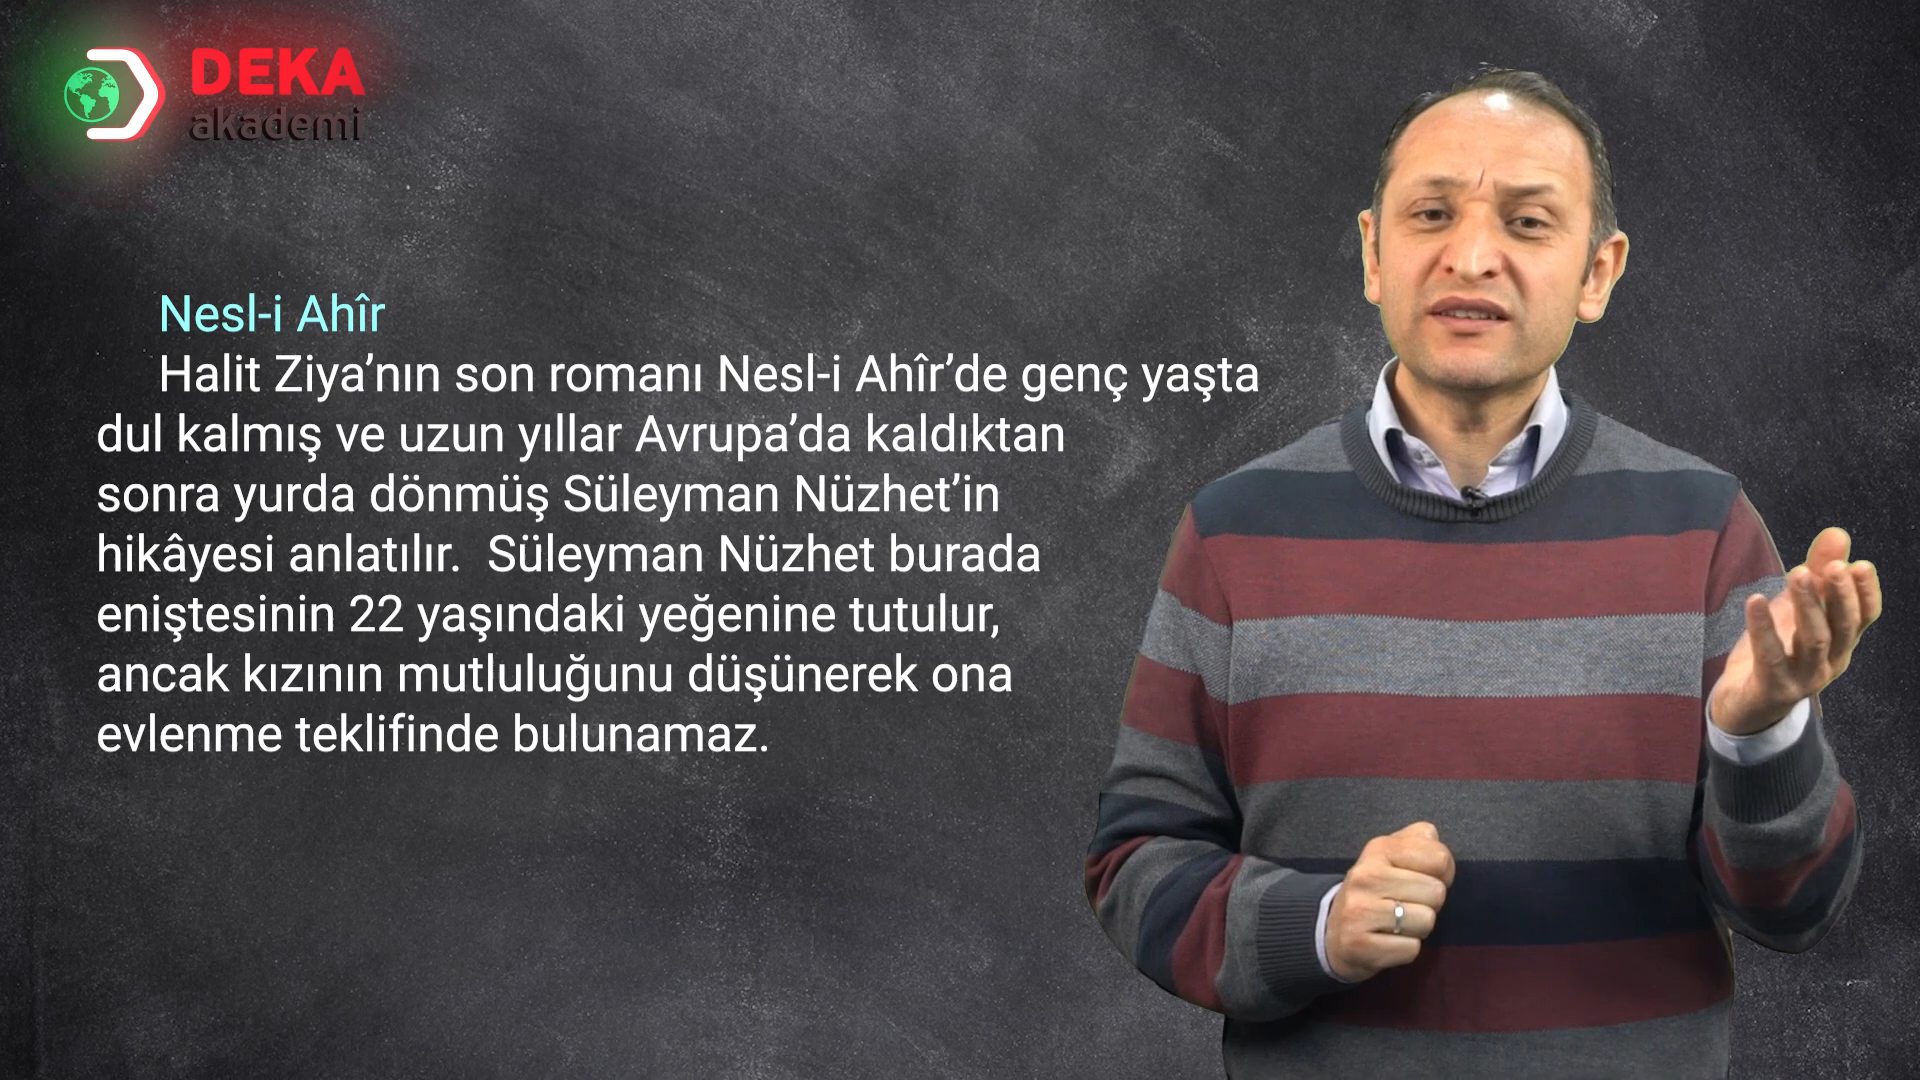 DEKA
akademi
Nesl-i Ahîr
Halit Ziya’nın son romanı Nesl-i Ahîr’de genç yaşta
dul kalmış ve uzun yıllar Avrupa’da kaldıktan
sonra yurda dönmüş Süleyman Nüzhet’in
hikâyesi anlatılır.  Süleyman Nüzhet burada
eniştesinin 22 yaşındaki yeğenine tutulur,
ancak kızının mutluluğunu düşünerek ona
evlenme teklifinde bulunamaz.